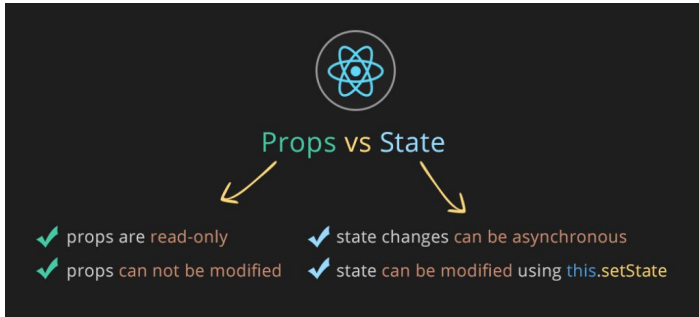 Props vs State
props are read-only
props can not be modified
state changes can be asynchronous
state can be modified using this.setState